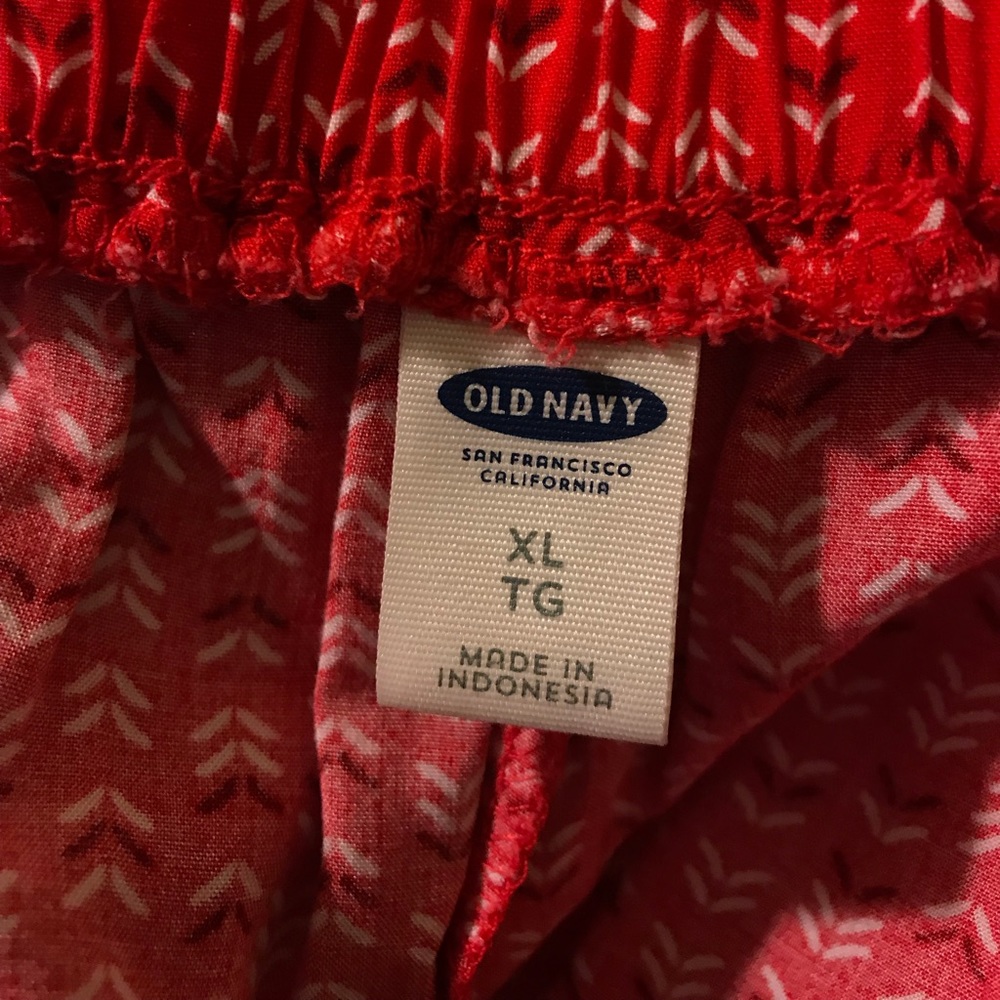 OLD NAVY
SAN FRANCISCO
CALIFORNIA
XL
TG
MADE IN
INDONESIA